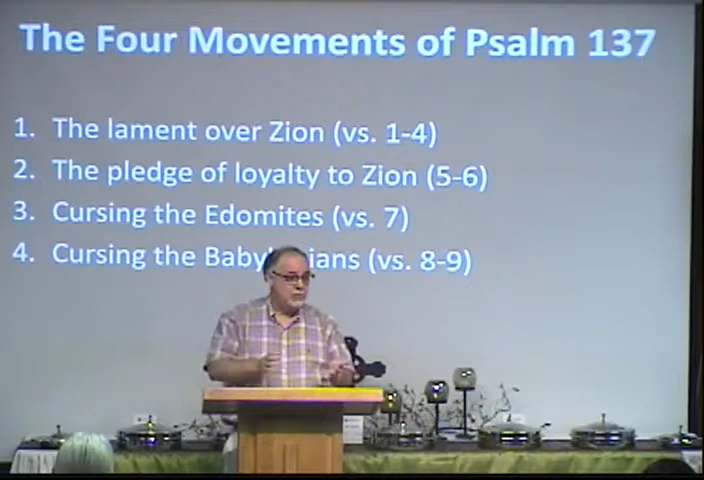 The Four Movements of Psalm 137
1. The lament over Zion (vs. 1-4)
2. The pledge of loyalty to Zion (5-6)
3. Cursing the Edomites (vs. 7)
4. Cursing the (vs. 8-9)